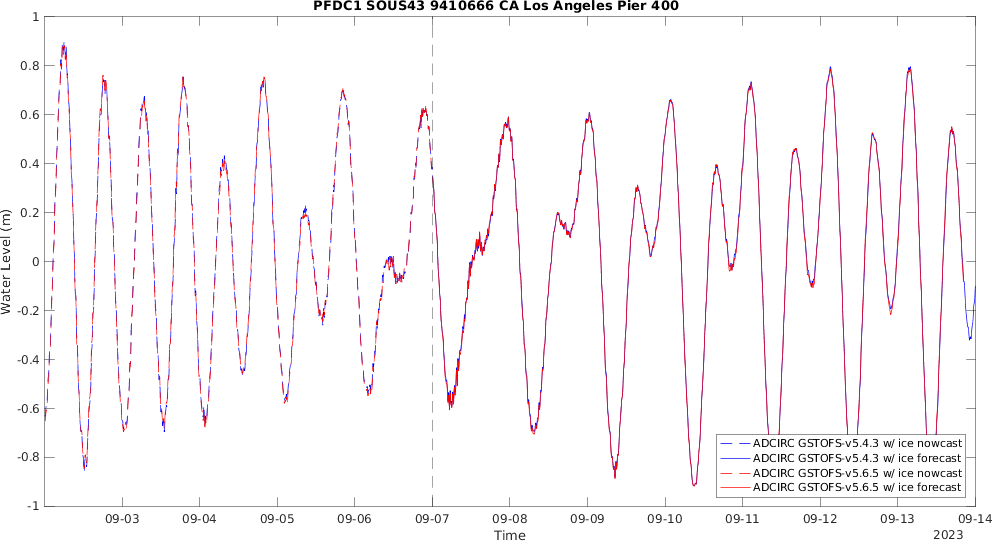 PFDC1 SOUS43 9410666 CA Los Angeles Pier 400
1
0.8
0.6
0.4
0.2
0
-0.2
-0.4
-0.6
-0.8
-1
Water Level (m)
ADCIRC GSTOFS-v5.4.3 w/ ice nowcast
ADCIRC GSTOFS-v5.4.3 w/ ice forecast
ADCIRC GSTOFS-v5.6.5 w/ ice nowcast
ADCIRC GSTOFS-v5.6.5 w/ ice forecast
09-03 09-04 09-05 09-06 09-07 09-08 09-09 09-10 09-11 09-12 09-13 09-14
Time
2023